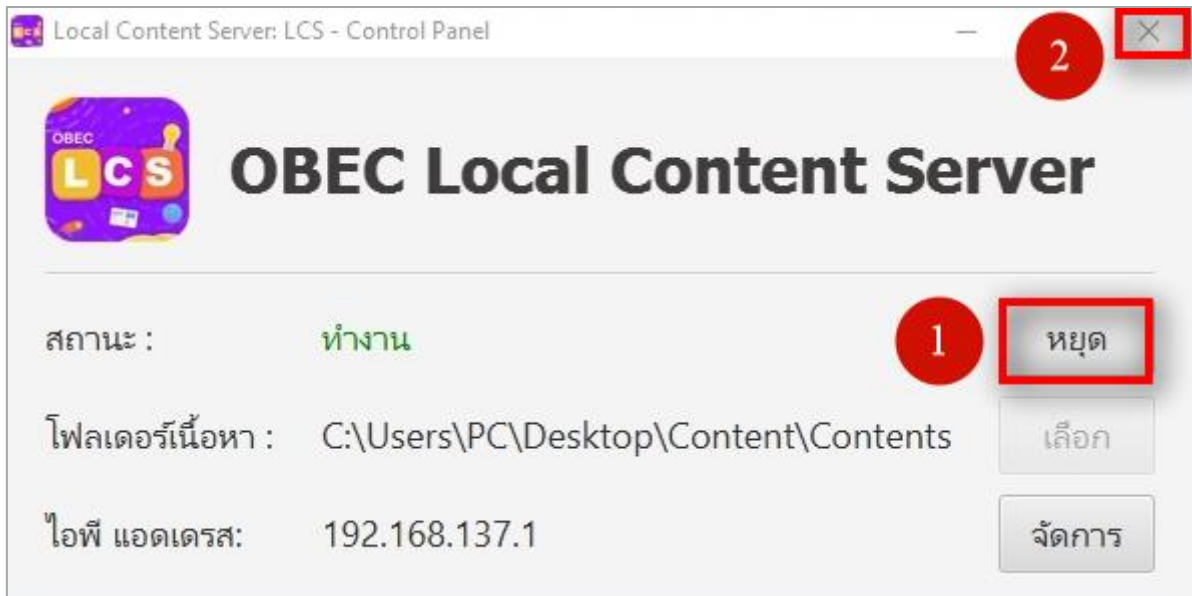 Local Content Server: LCS - Control Panel
2
OBEC
LCS
OBEC Local Content Server
สถานะ : ทำงาน 1 หยุด
โฟลเดอร์เนื้อหา : C:\Users\PC\Desktop\Content\Contents เลือก
ไอพี แอดเดรส: 192.168.137.1 จัดการ